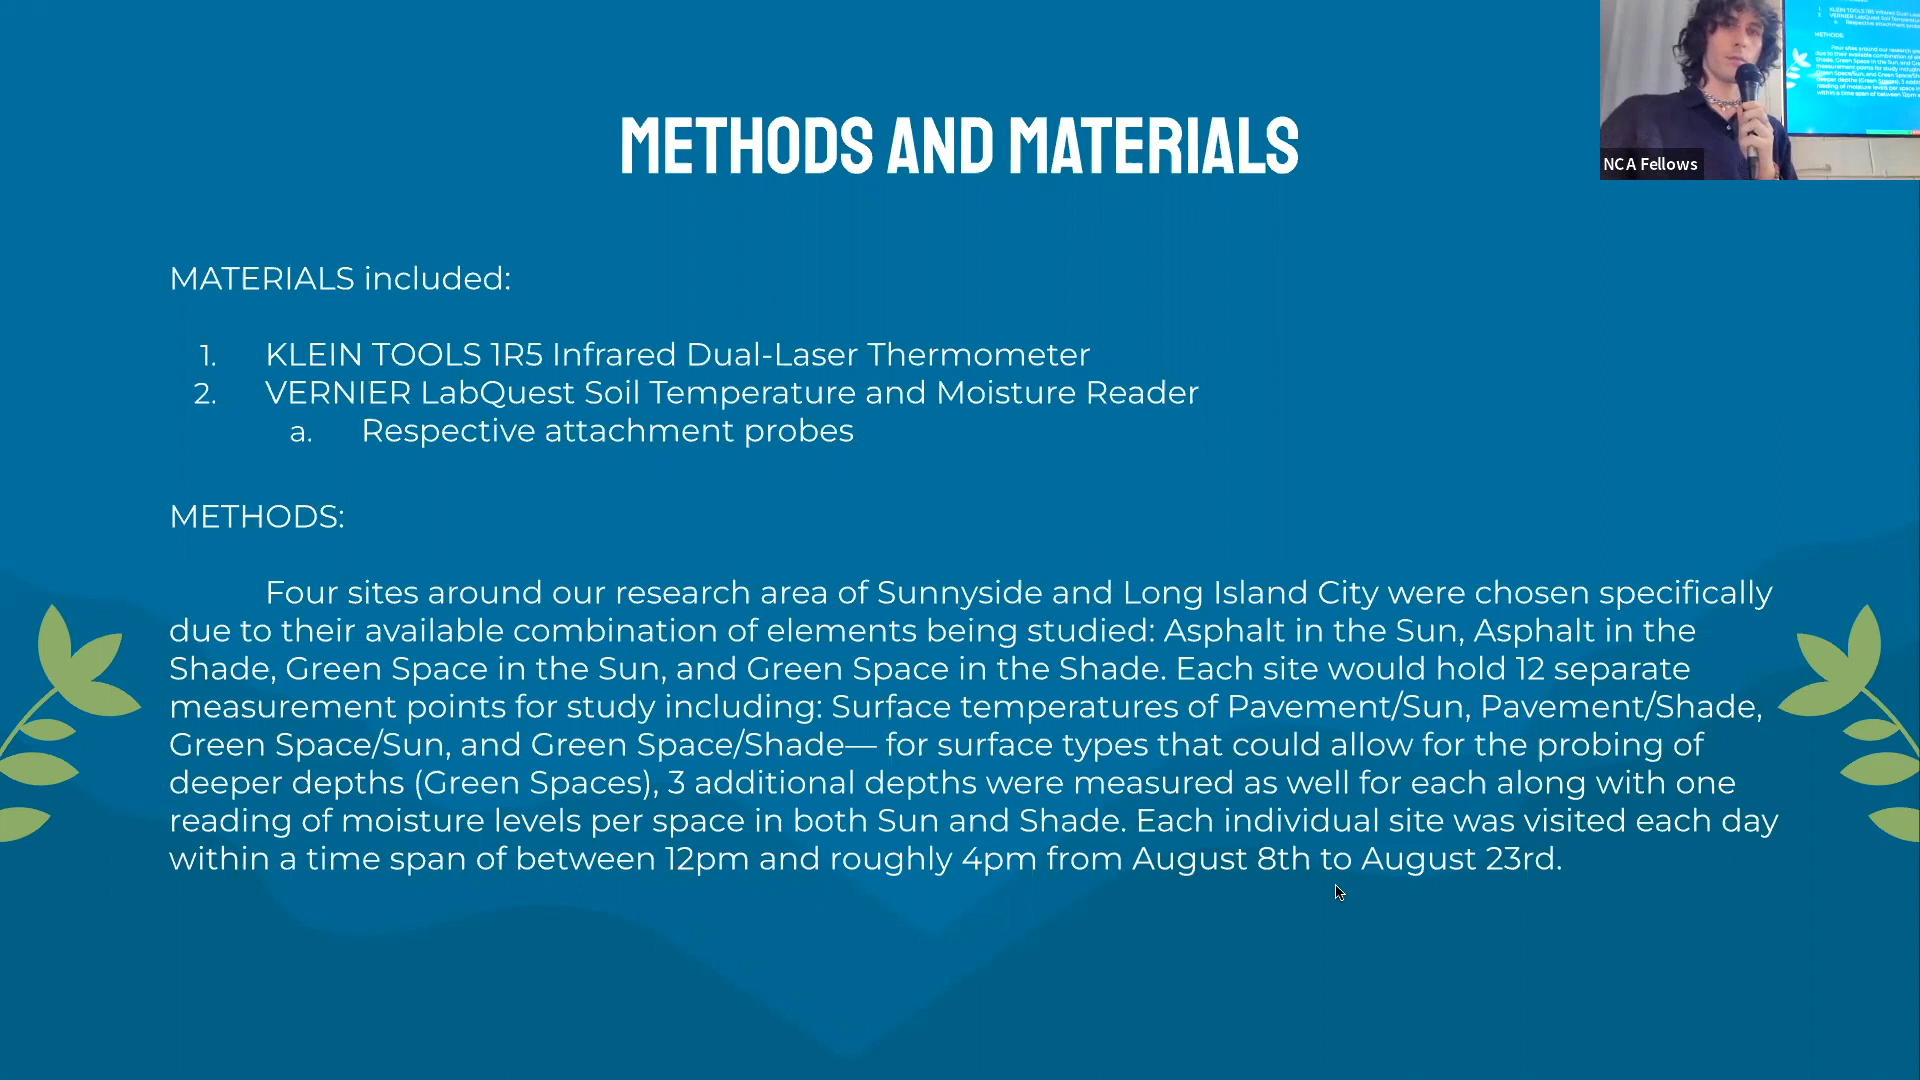 METHODS AND MATERIALS
NCA Fellows
MATERIALS included:
1. KLEIN TOOLS 1R5 Infrared Dual-Laser Thermometer
2. VERNIER LabQuest Soil Temperature and Moisture Reader
a. Respective attachment probes
METHODS:
Four sites around our research area of Sunnyside and Long Island City were chosen specifically
due to their available combination of elements being studied: Asphalt in the Sun, Asphalt in the
Shade, Green Space in the Sun, and Green Space in the Shade. Each site would hold 12 separate
measurement points for study including: Surface temperatures of Pavement/Sun, Pavement/Shade,
Green Space/Sun, and Green Space/Shade— for surface types that could allow for the probing of
deeper depths (Green Spaces), 3 additional depths were measured as well for each along with one
reading of moisture levels per space in both Sun and Shade. Each individual site was visited each day
within a time span of between 12pm and roughly 4pm from August 8th to August 23rd.